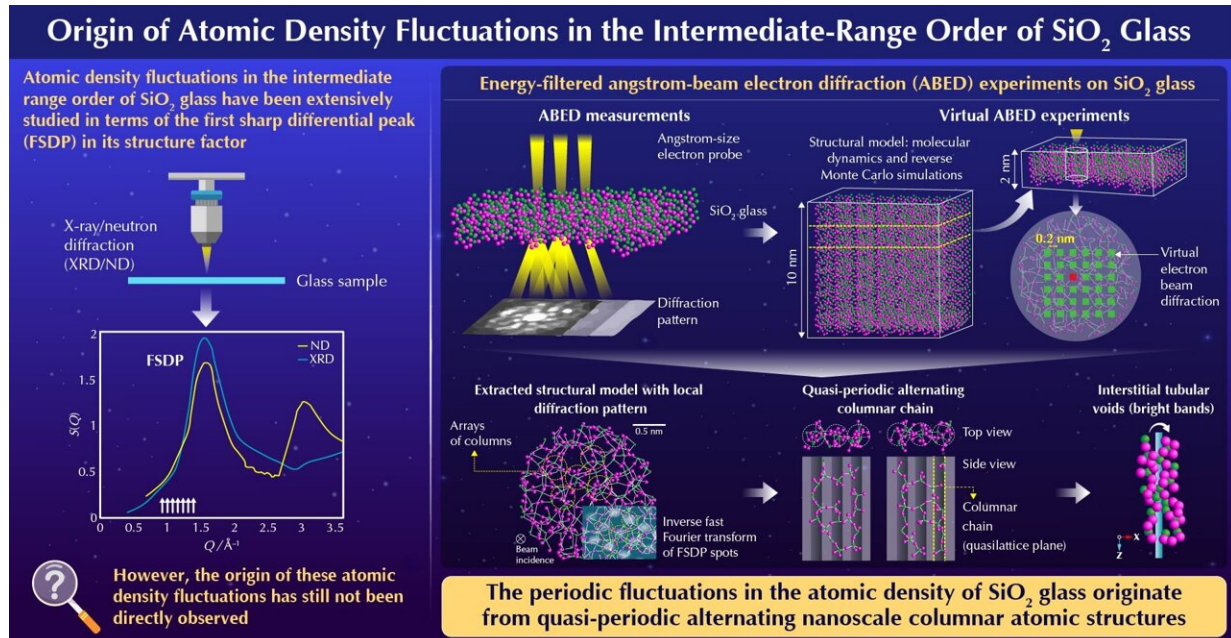 Origin of Atomic Density Fluctuations in the Intermediate-Range Order of SiO₂ Glass
Atomic density fluctuations in the intermediate
range order of SiO₂ glass have been extensively
studied in terms of the first sharp differential peak
(FSDP) in its structure factor
X-ray/neutron
diffraction
(XRD/ND)
Glass sample
FSDP
ND
XRD
S(Q)
2
1.5
1
0.5
0
0
0.5
1.0
1.5
2.0
2.5
3.0
3.5
Q /Å⁻¹
?
However, the origin of these atomic
density fluctuations has still not been
directly observed
Energy-filtered angstrom-beam electron diffraction (ABED) experiments on SiO₂ glass
ABED measurements
Angstrom-size
electron probe
SiO₂ glass
Diffraction
pattern
Virtual ABED experiments
Structural model: molecular
dynamics and reverse
Monte Carlo simulations
10 nm
2 nm
0.2 nm
Virtual
electron
beam
diffraction
Extracted structural model with local
diffraction pattern
Arrays
of columns
0.5 nm
Beam
incidence
Inverse fast
Fourier transform
of FSDP spots
Quasi-periodic alternating
columnar chain
Top view
Side view
Columnar
chain
(quasilattice plane)
Interstitial tubular
voids (bright bands)
X
Z
The periodic fluctuations in the atomic density of SiO₂ glass originate
from quasi-periodic alternating nanoscale columnar atomic structures